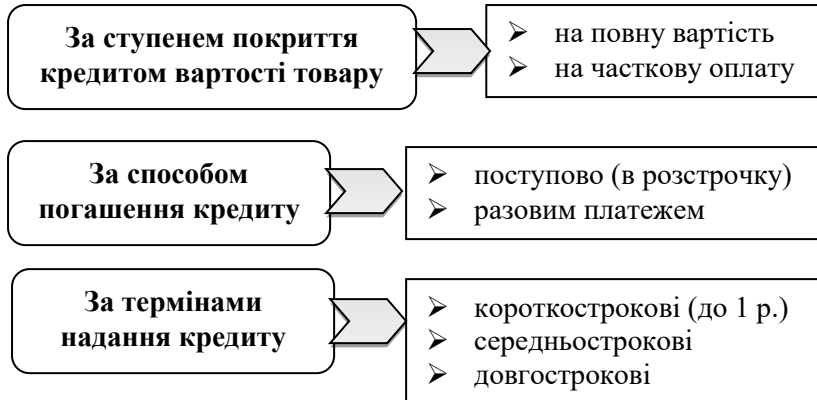 За ступенем покриття
кредитом вартості товару
на повну вартість
на часткову оплату
За способом
погашення кредиту
поступово (в розстрочку)
разовим платежем
За термінами
надання кредиту
короткострокові (до 1 р.)
середньострокові
довгострокові